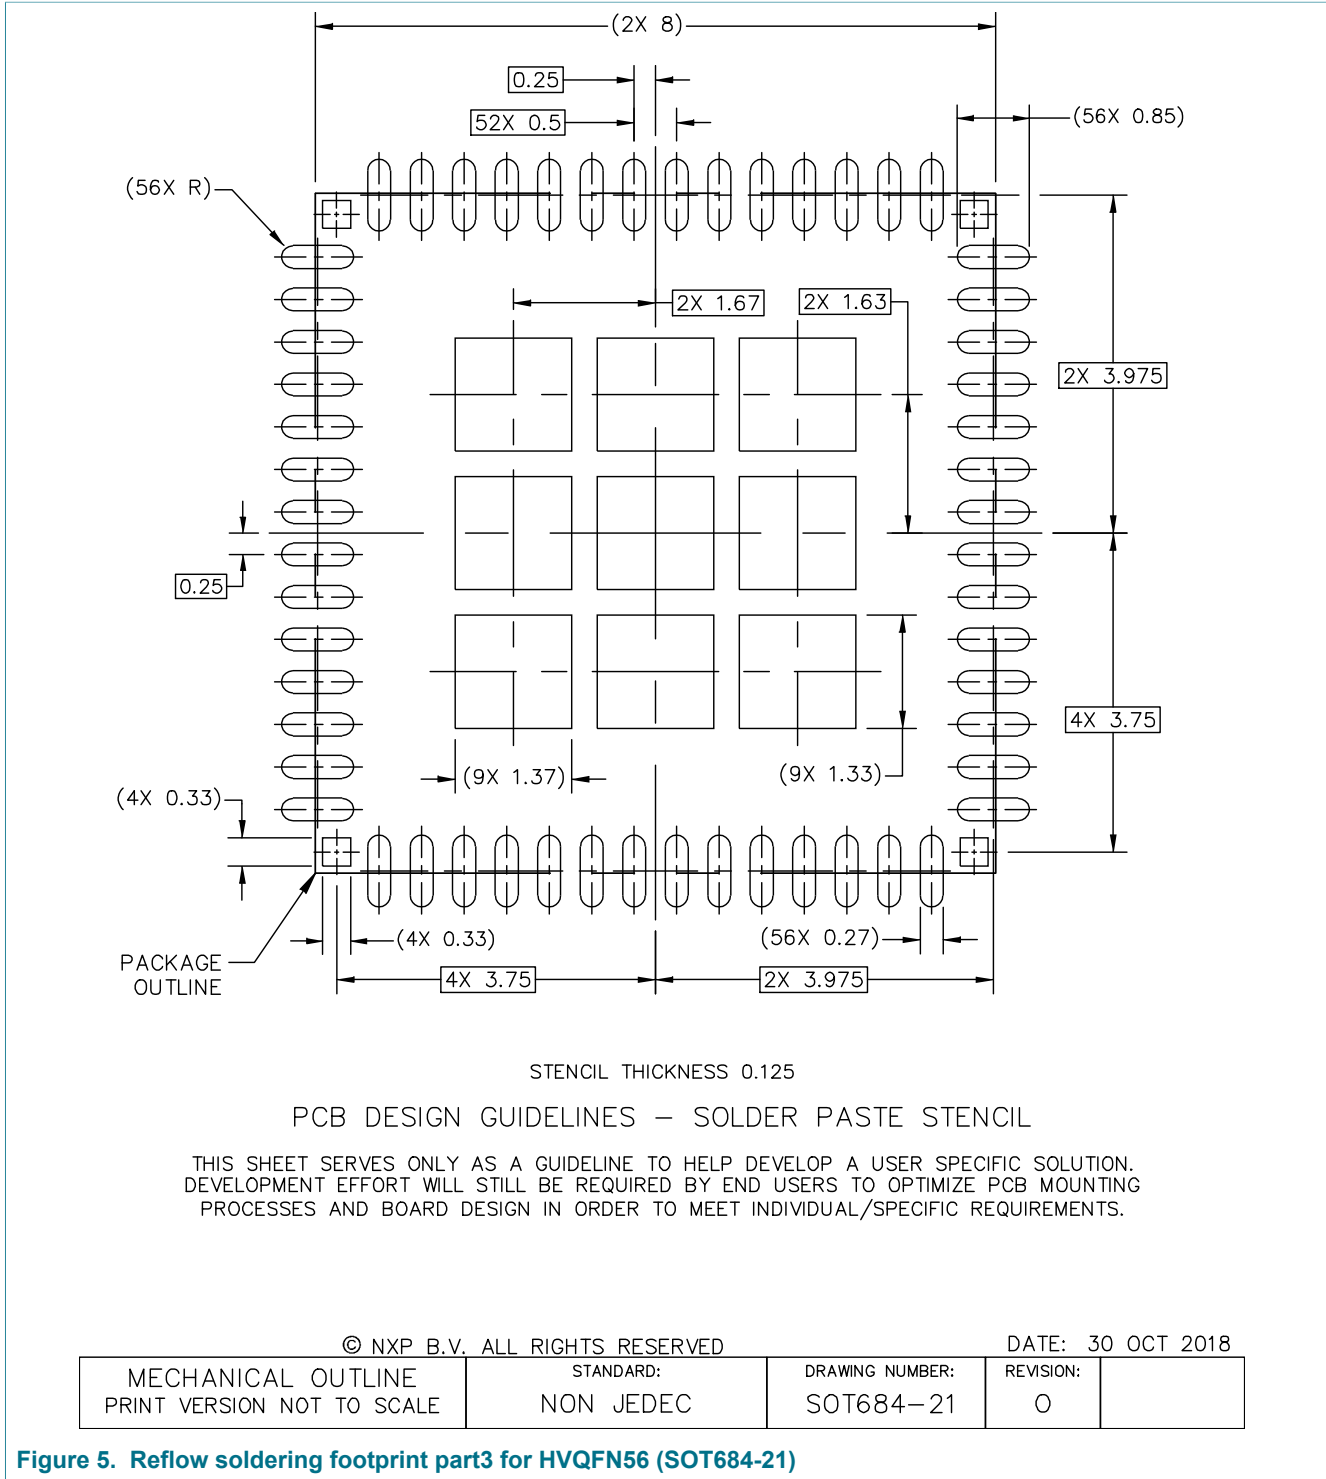 (2X 8)
0.25
52X 0.5
(56X 0.85)
(56X R)
2X 1.67
2X 1.63
2X 3.975
0.25
4X 3.75
(9X 1.37)
(9X 1.33)
(4X 0.33)
(4X 0.33)
(56X 0.27)
PACKAGE
OUTLINE
4X 3.75
2X 3.975
STENCIL THICKNESS 0.125
PCB DESIGN GUIDELINES – SOLDER PASTE STENCIL
THIS SHEET SERVES ONLY AS A GUIDELINE TO HELP DEVELOP A USER SPECIFIC SOLUTION.
DEVELOPMENT EFFORT WILL STILL BE REQUIRED BY END USERS TO OPTIMIZE PCB MOUNTING
PROCESSES AND BOARD DESIGN IN ORDER TO MEET INDIVIDUAL/SPECIFIC REQUIREMENTS.
© NXP B.V. ALL RIGHTS RESERVED
DATE: 30 OCT 2018
MECHANICAL OUTLINE
PRINT VERSION NOT TO SCALE
STANDARD:
NON JEDEC
DRAWING NUMBER:
SOT684–21
REVISION:
O
Figure 5. Reflow soldering footprint part3 for HVQFN56 (SOT684-21)